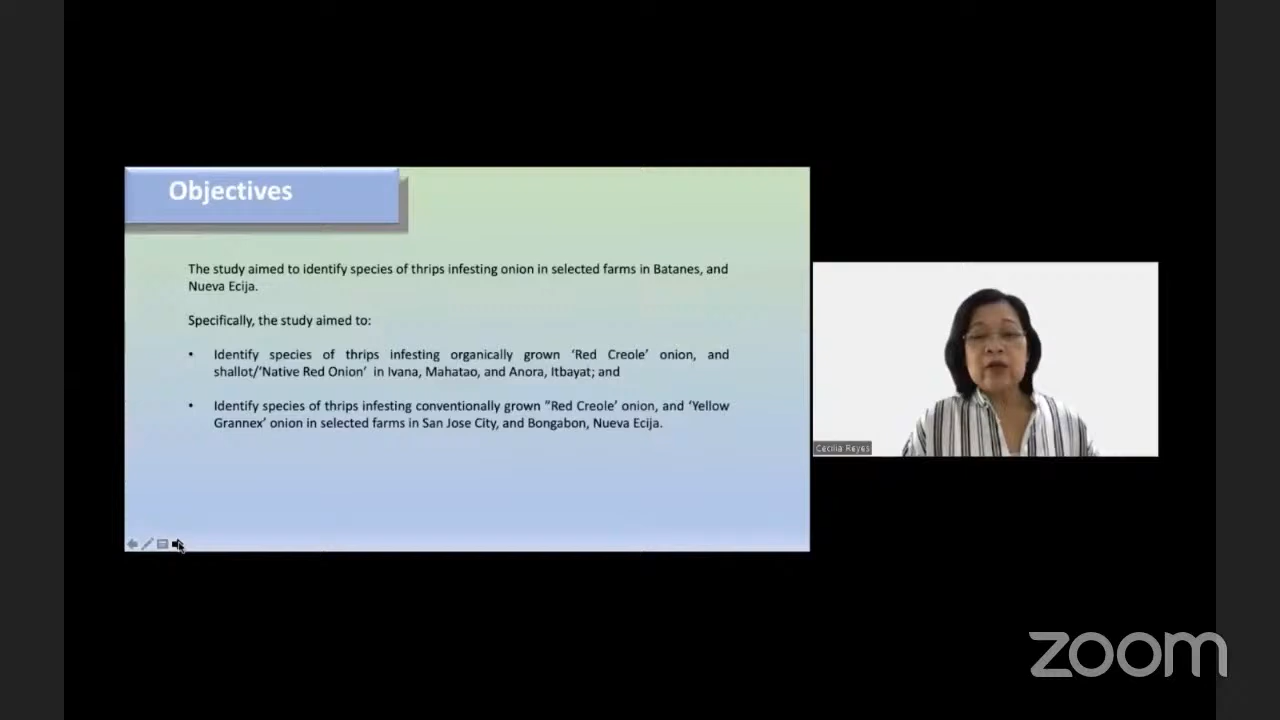 Objectives
The study aimed to identify species of thrips infesting onion in selected farms in Batanes, and
Nueva Ecija.
Specifically, the study aimed to:
• Identify species of thrips infesting organically grown ‘Red Creole’ onion, and
shallot/‘Native Red Onion’ in Ivana, Mahatao, and Anora, Itbayat; and
• Identify species of thrips infesting conventionally grown ”Red Creole’ onion, and ‘Yellow
Grannex’ onion in selected farms in San Jose City, and Bongabon, Nueva Ecija.
Cecilia Reyes
zoom